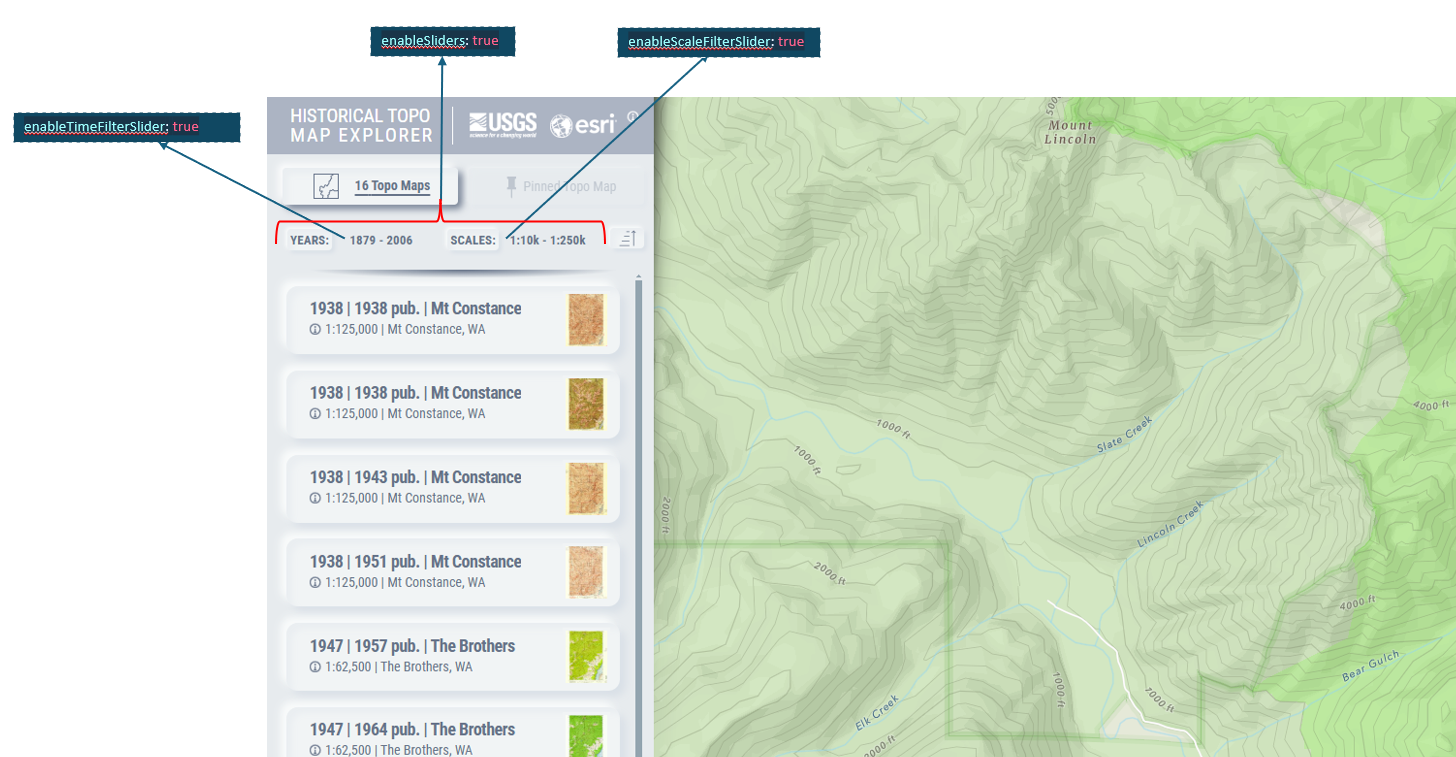 enableSliders: true
enableScaleFilterSlider: true
enableTimeFilterSlider: true
HISTORICAL TOPO
MAP EXPLORER
USGS
science for a changing world
esri
16 Topo Maps
Pinned Topo Map
YEARS: 1879 - 2006
SCALES: 1:10k - 1:250k
1938 | 1938 pub. | Mt Constance
1:125,000 | Mt Constance, WA
1938 | 1938 pub. | Mt Constance
1:125,000 | Mt Constance, WA
1938 | 1943 pub. | Mt Constance
1:125,000 | Mt Constance, WA
1938 | 1951 pub. | Mt Constance
1:125,000 | Mt Constance, WA
1947 | 1957 pub. | The Brothers
1:62,500 | The Brothers, WA
1947 | 1964 pub. | The Brothers
1:62,500 | The Brothers, WA
Mount
Lincoln
4000 ft
1000 ft
Slate Creek
1000 ft
2000 ft
Lincoln Creek
2000 ft
4000 ft
Bear Gulch
1000 ft
Elk Creek